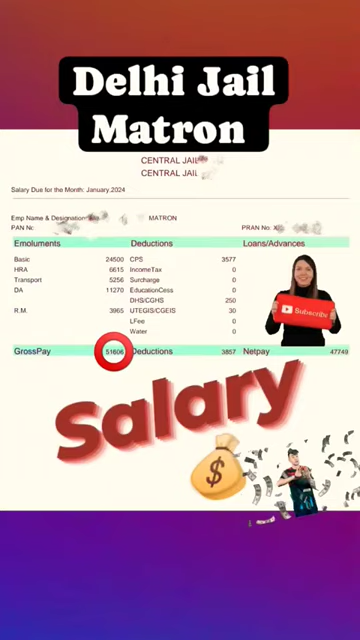 Delhi Jail
Matron
CENTRAL JAIL
CENTRAL JAIL
Salary Due for the Month: January,2024
Emp Name & Designation MATRON
PAN Nr. PRAN No.
Emoluments Deductions Loans/Advances
Basic 24500 CPS 3577
HRA 6615 IncomeTax 0
Transport 5256 Surcharge 0
DA 11270 EducationCess 0
DHS/CGHS 250
R.M. 3965 UTEGIS/CGEIS 30
LFee 0
Water 0
Subscribe
GrossPay 51606 Deductions 3857 Netpay 47749
Salary
$